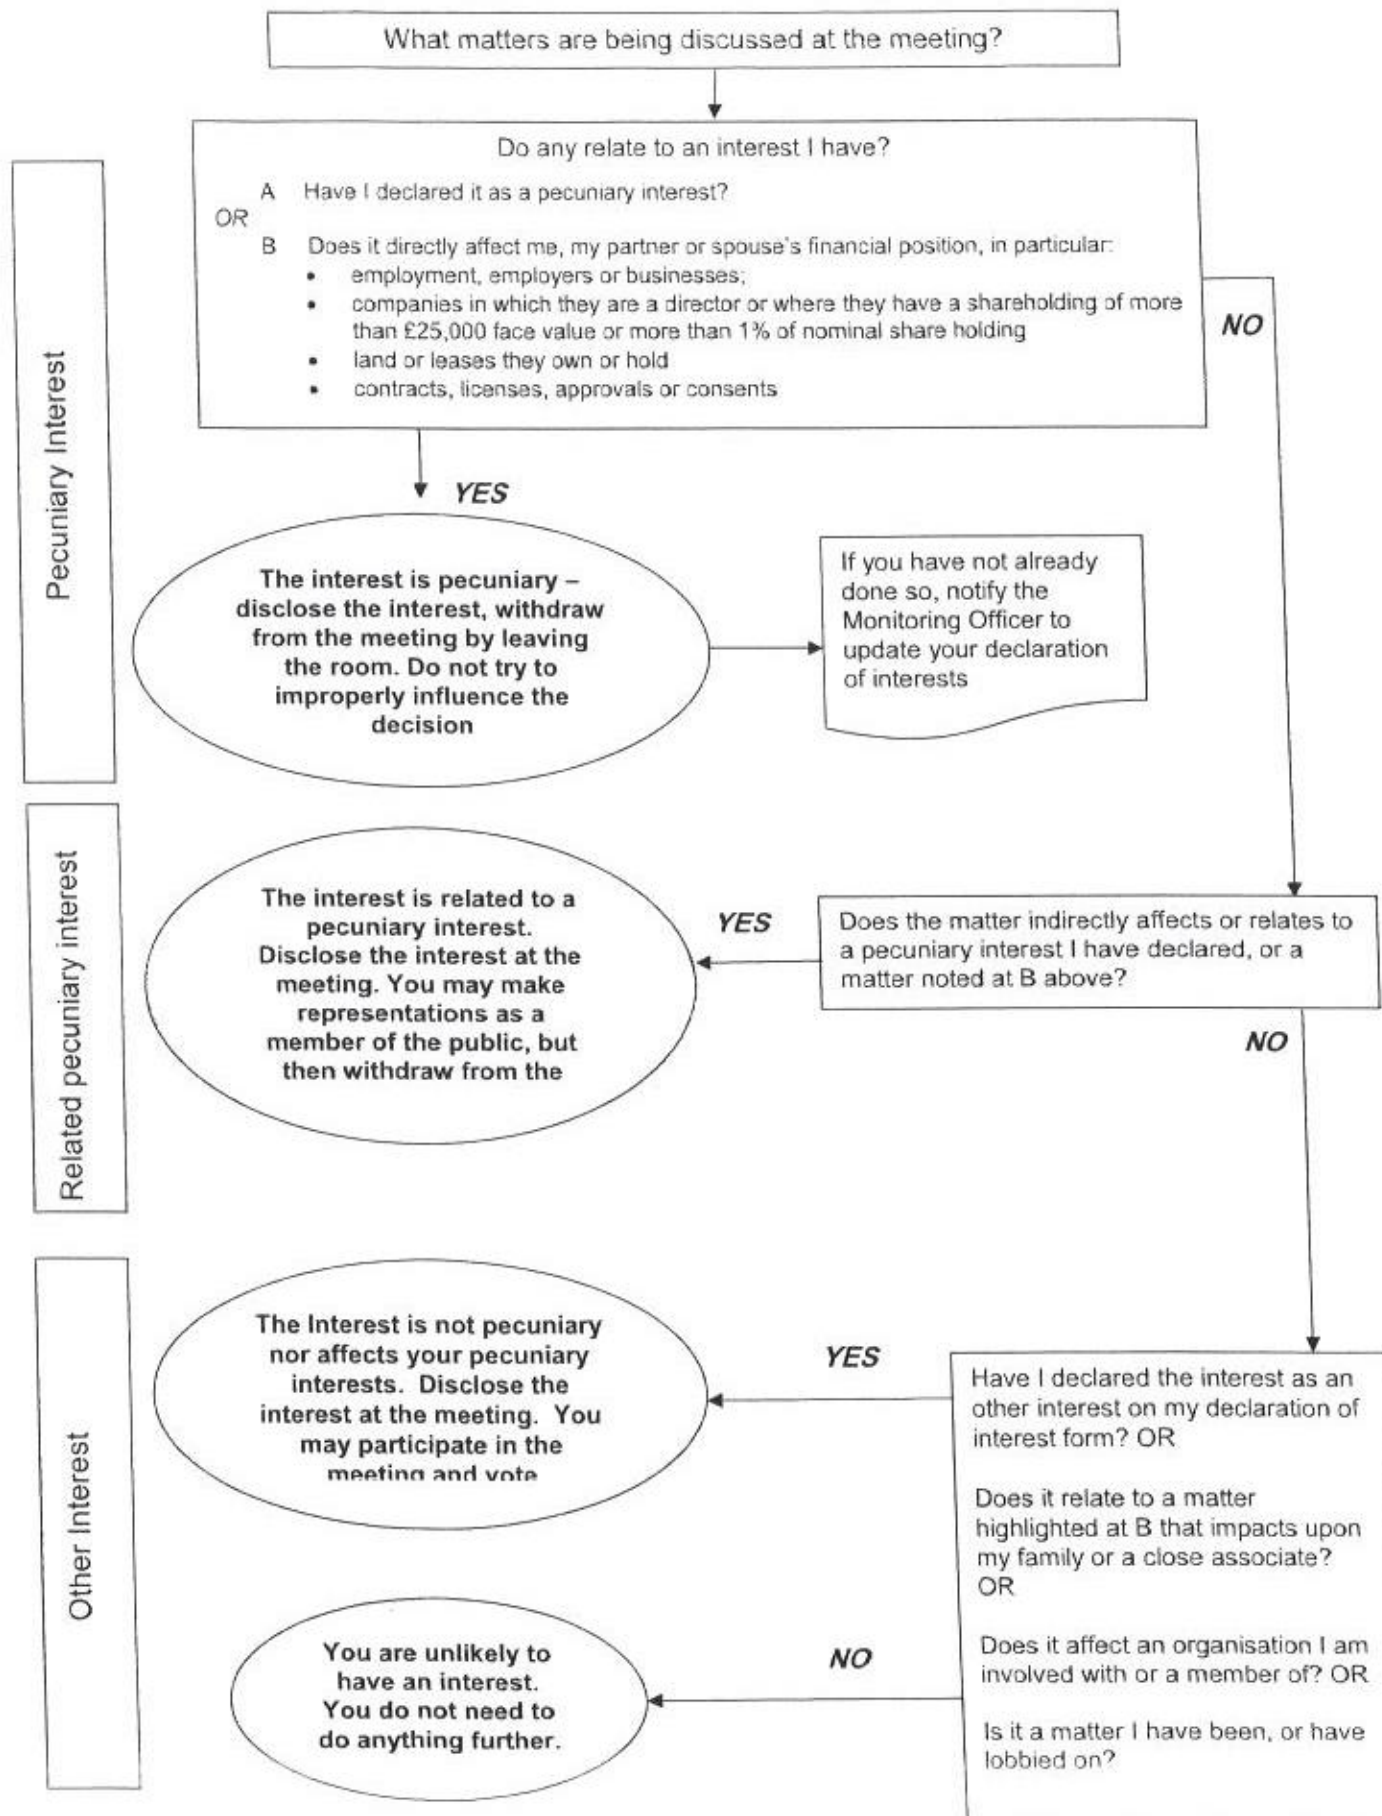 What matters are being discussed at the meeting?
Do any relate to an interest I have?
A Have I declared it as a pecuniary interest?
OR
B Does it directly affect me, my partner or spouse's financial position, in particular:
• employment, employers or businesses;
• companies in which they are a director or where they have a shareholding of more
than £25,000 face value or more than 1% of nominal share holding
• land or leases they own or hold
• contracts, licenses, approvals or consents
NO
Pecuniary Interest
YES
The interest is pecuniary –
disclose the interest, withdraw
from the meeting by leaving
the room. Do not try to
improperly influence the
decision
If you have not already
done so, notify the
Monitoring Officer to
update your declaration
of interests
Related pecuniary interest
The interest is related to a
pecuniary interest.
Disclose the interest at the
meeting. You may make
representations as a
member of the public, but
then withdraw from the
YES
Does the matter indirectly affects or relates to
a pecuniary interest I have declared, or a
matter noted at B above?
NO
Other Interest
The Interest is not pecuniary
nor affects your pecuniary
interests. Disclose the
interest at the meeting. You
may participate in the
meeting and vote
YES
Have I declared the interest as an
other interest on my declaration of
interest form? OR
Does it relate to a matter
highlighted at B that impacts upon
my family or a close associate?
OR
Does it affect an organisation I am
involved with or a member of? OR
Is it a matter I have been, or have
lobbied on?
NO
You are unlikely to
have an interest.
You do not need to
do anything further.